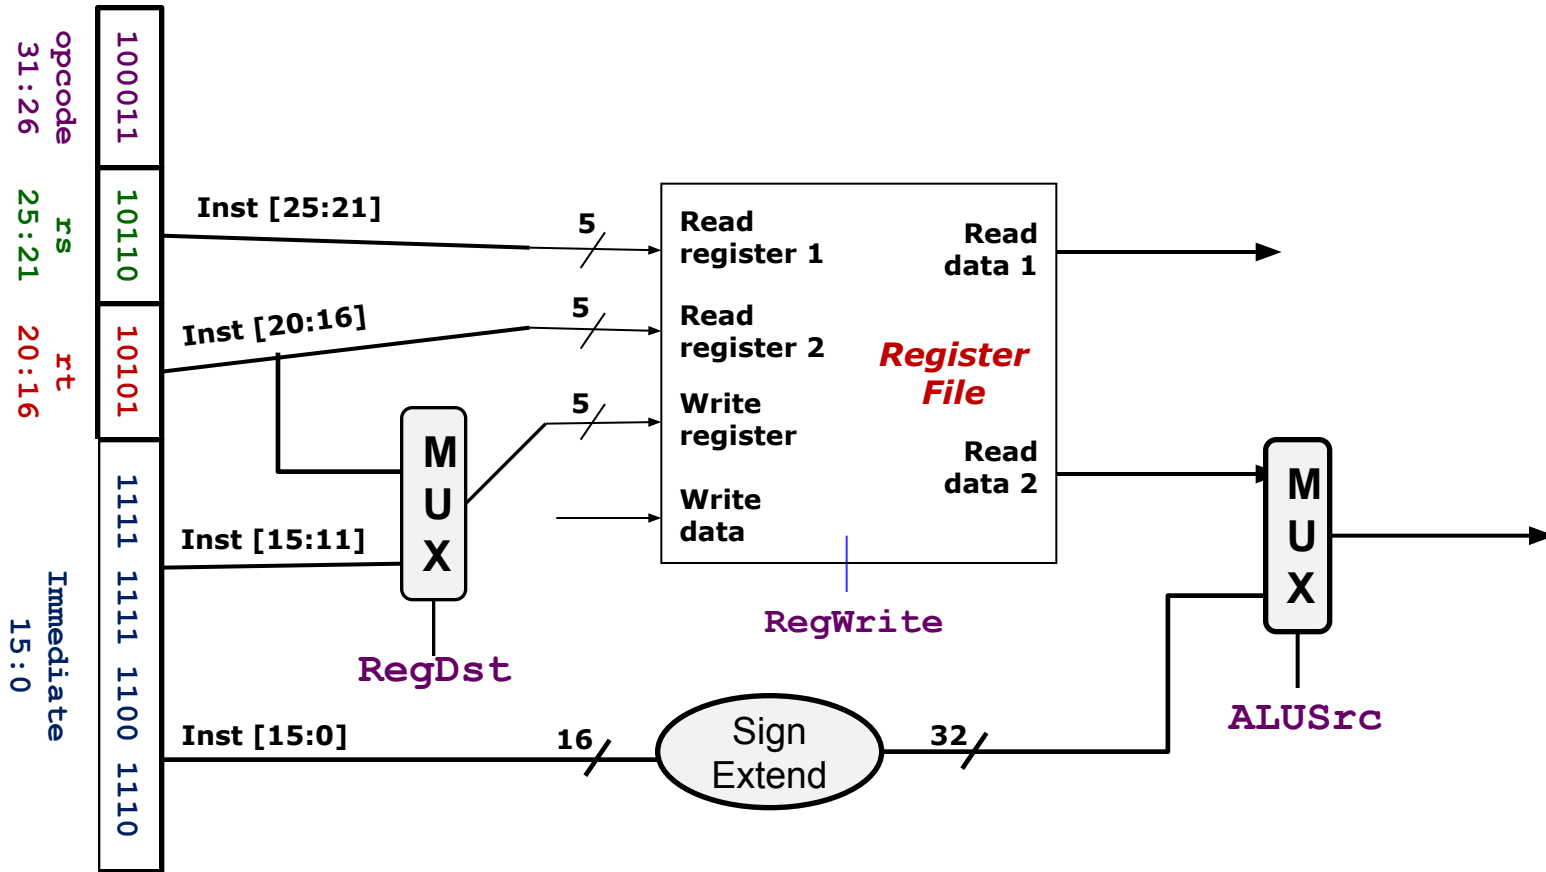 opcode
31:26
100011
rs
25:21
10110
rt
20:16
10101
Immediate
15:0
1111 1111 1100 1110
Inst [25:21]
5
Inst [20:16]
5
5
Inst [15:11]
Inst [15:0]
16
32
M
U
X
RegDst
Read
register 1
Read
register 2
Write
register
Write
data
Read
data 1
Register
File
Read
data 2
RegWrite
Sign
Extend
M
U
X
ALUSrc